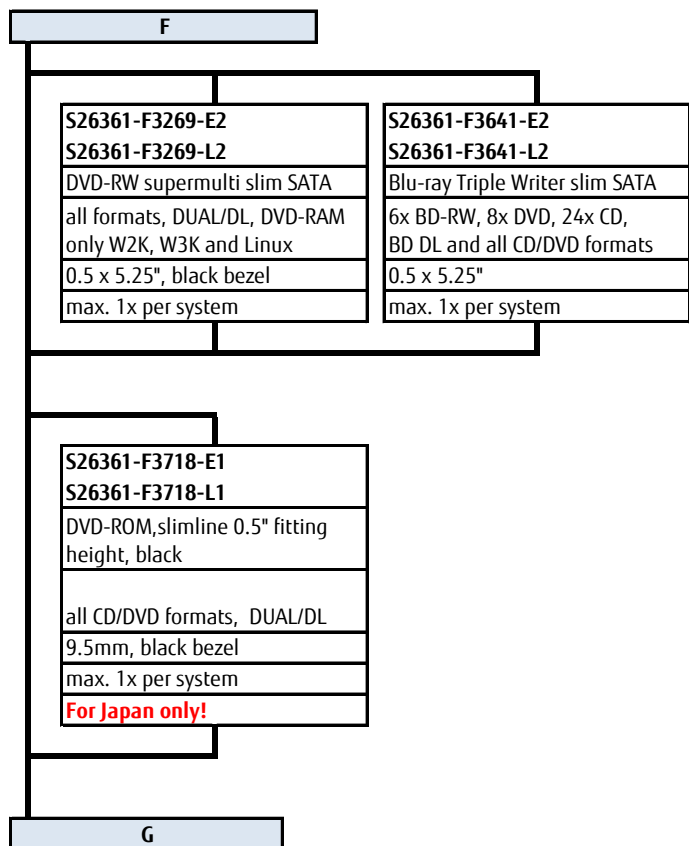 F
S26361-F3269-E2
S26361-F3269-L2
DVD-RW supermulti slim SATA
all formats, DUAL/DL, DVD-RAM
only W2K, W3K and Linux
0.5 x 5.25", black bezel
max. 1x per system
S26361-F3641-E2
S26361-F3641-L2
Blu-ray Triple Writer slim SATA
6x BD-RW, 8x DVD, 24x CD,
BD DL and all CD/DVD formats
0.5 x 5.25"
max. 1x per system
S26361-F3718-E1
S26361-F3718-L1
DVD-ROM,slimline 0.5" fitting
height, black
all CD/DVD formats,  DUAL/DL
9.5mm, black bezel
max. 1x per system
For Japan only!
G